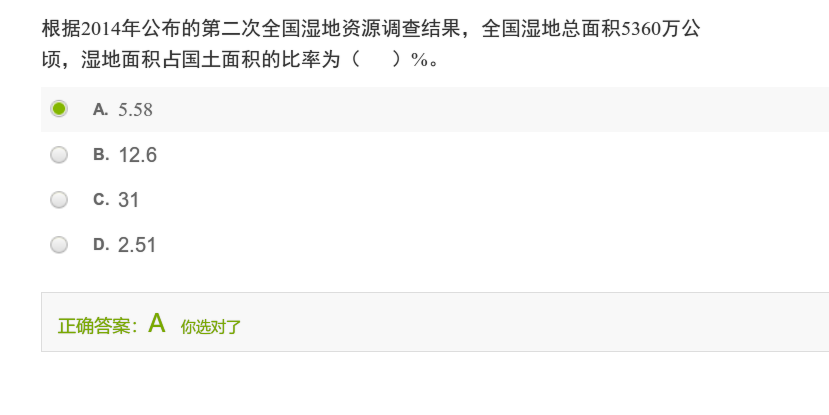 根据2014年公布的第二次全国湿地资源调查结果，全国湿地总面积5360万公
顷，湿地面积占国土面积的比率为（ ）%。
A. 5.58
B. 12.6
C. 31
D. 2.51
正确答案：A 你选对了